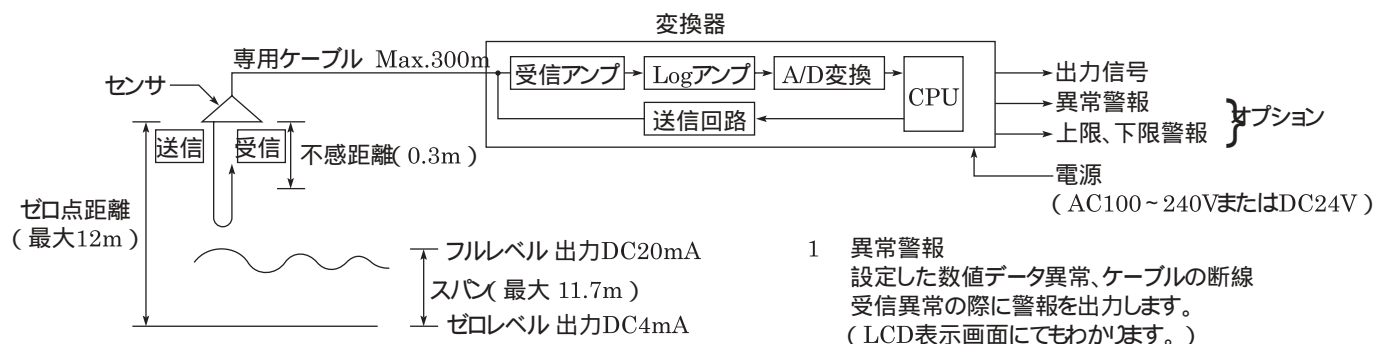 変換器
専用ケーブル Max.300m
センサ
受信アンプ
Logアンプ
A/D変換
CPU
送信回路
出力信号
異常警報
上限、下限警報
オプション
電源
（AC100~240VまたはDC24V）
送信
受信
不感距離（0.3m）
ゼロ点距離
（最大12m）
フルレベル 出力DC20mA
スパン（最大 11.7m）
ゼロレベル 出力DC4mA
1 異常警報
設定した数値データ異常、ケーブルの断線
受信異常の際に警報を出力します。
（LCD表示画面にてもわかります。）